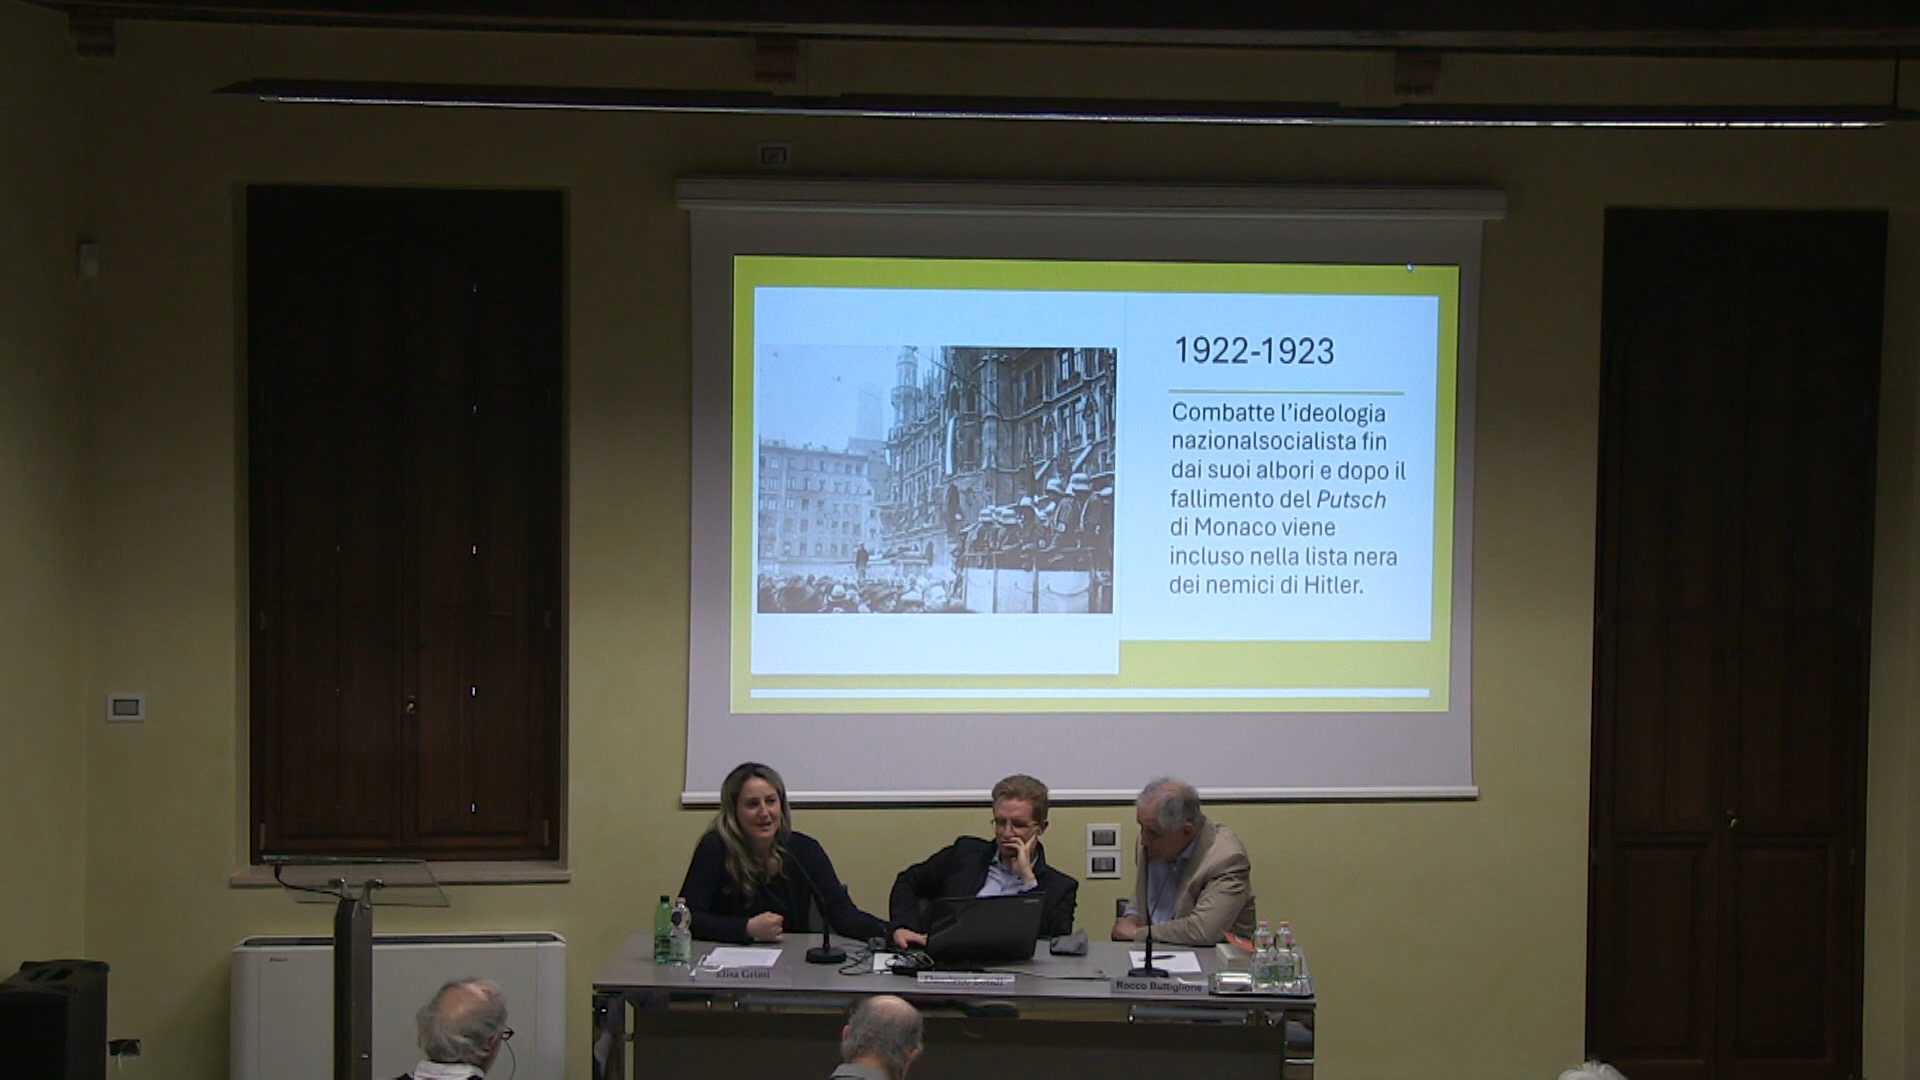 1922-1923
Combatte l’ideologia
nazionalsocialista fin
dai suoi albori e dopo il
fallimento del Putsch
di Monaco viene
incluso nella lista nera
dei nemici di Hitler.
Elisa Grimi
Rocco Buttiglione